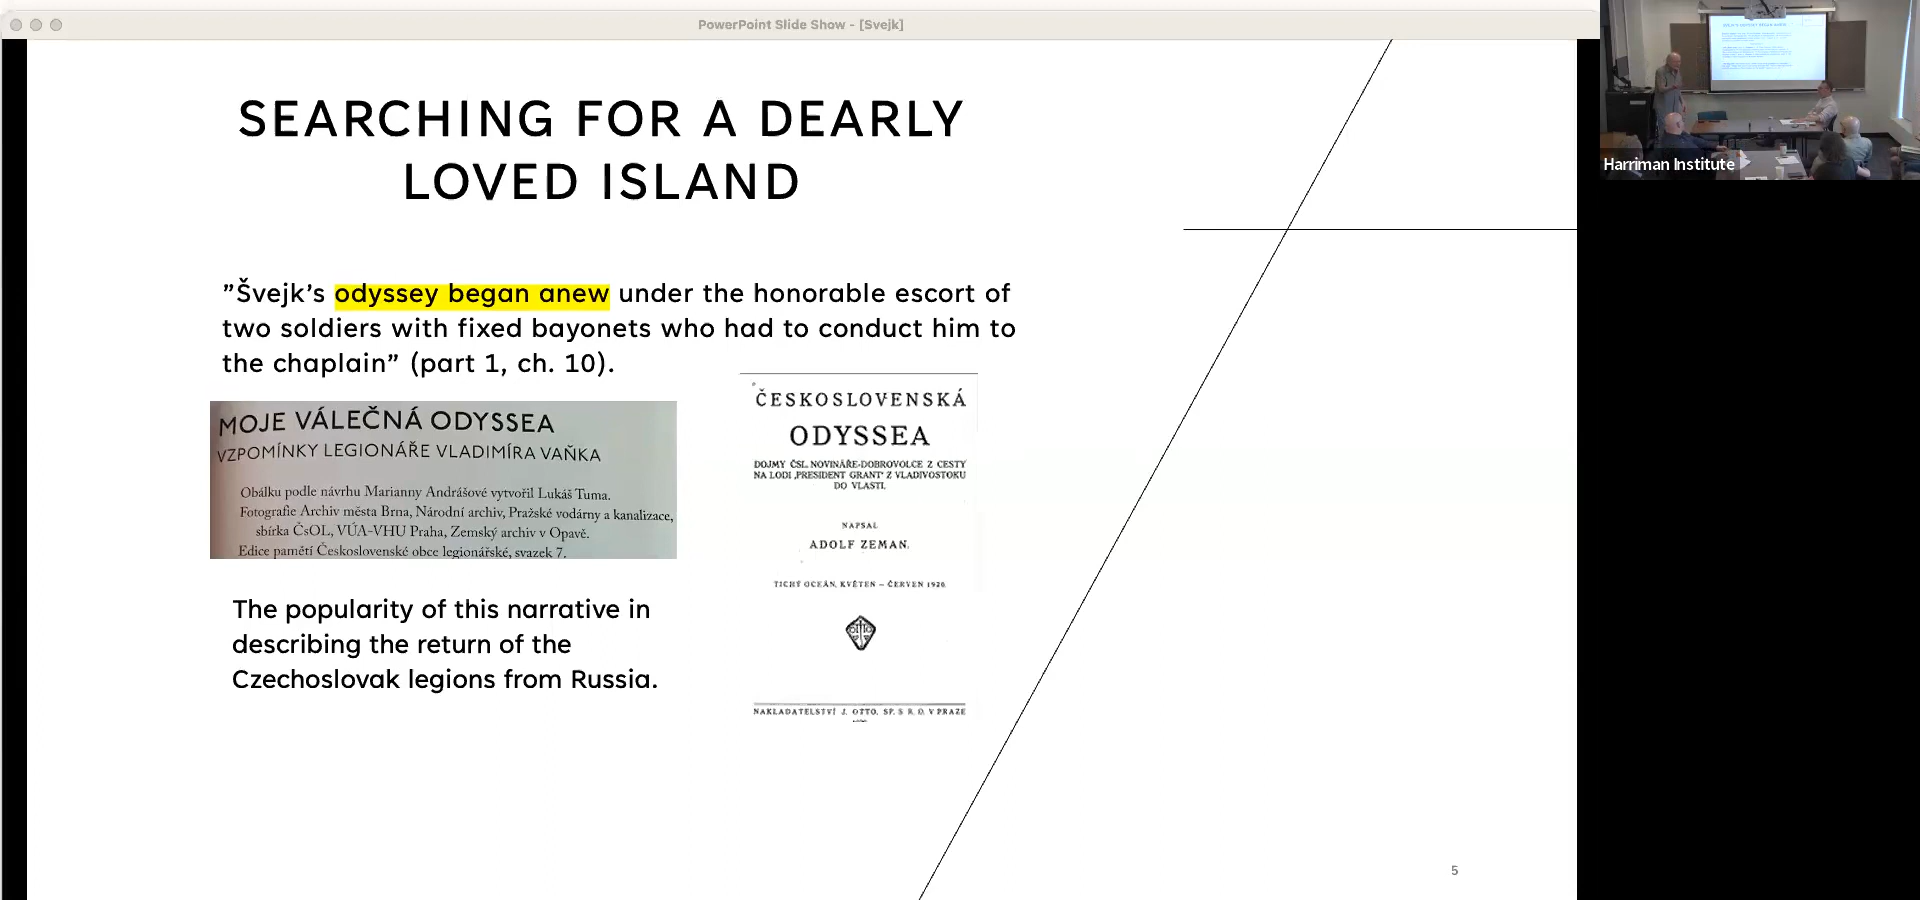 PowerPoint Slide Show - [Svejk]
SEARCHING FOR A DEARLY
LOVED ISLAND
”Švejk’s odyssey began anew under the honorable escort of
two soldiers with fixed bayonets who had to conduct him to
the chaplain” (part 1, ch. 10).
MOJE VÁLEČNÁ ODYSSEA
VZPOMÍNKY LEGIONÁŘE VLADIMÍRA VAŇKA
Obálku podle návrhu Marianny Andrášové vytvořil Lukáš Tuma.
Fotografie Archiv města Brna, Národní archiv, Pražské vodárny a kanalizace,
sbírka ČsOL, VÚA-VHU Praha, Zemský archiv v Opavě.
Edice pamětí Československé obce legionářské, svazek 7.
The popularity of this narrative in
describing the return of the
Czechoslovak legions from Russia.
ČESKOSLOVENSKÁ
ODYSSEA
DOJMY ČSL. NOVINÁŘE-DOBROVOLCE Z CESTY
NA LODI ‚PRESIDENT GRANT‘ Z VLADIVOSTOKU
DO VLASTI.
NAPSAL
ADOLF ZEMAN.
TICHÝ OCEÁN, KVĚTEN – ČERVEN 1920.
NAKLADATELSTVÍ J. OTTO, SP. S R. O. V PRAZE
5
Harriman Institute